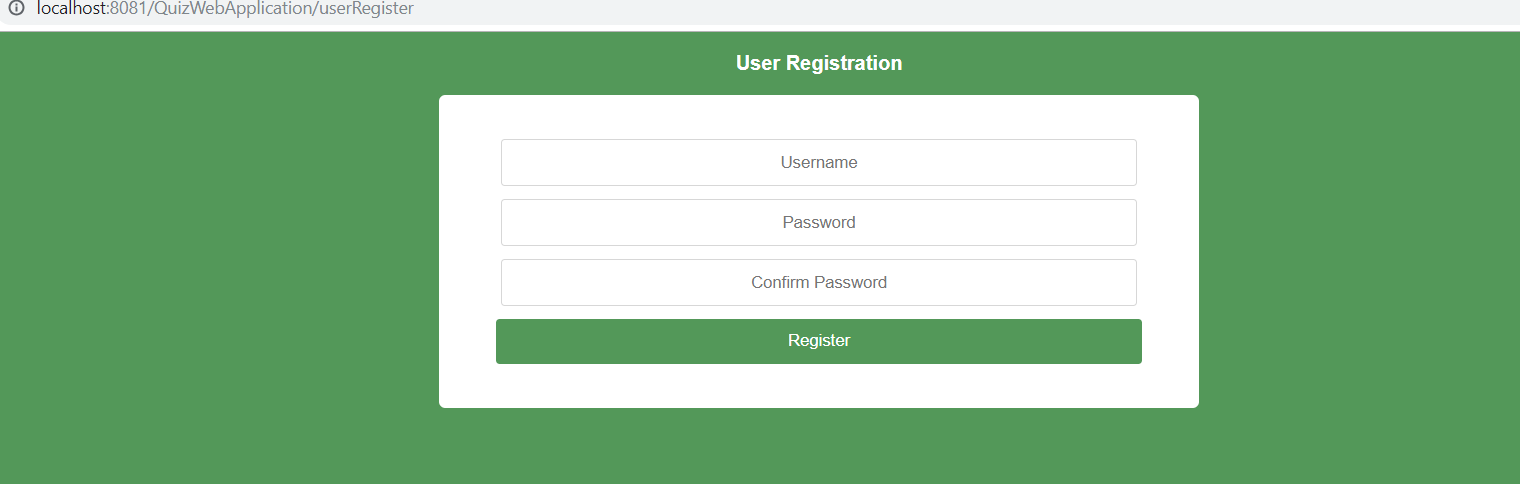 localhost:8081/QuizWebApplication/userRegister
User Registration
Username
Password
Confirm Password
Register